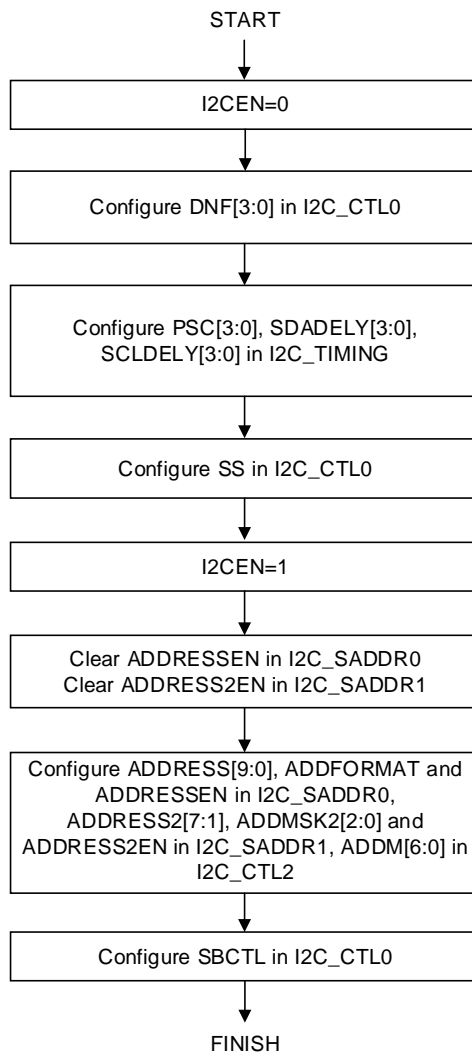 START
I2CEN=0
Configure DNF[3:0] in I2C_CTL0
Configure PSC[3:0], SDADELY[3:0],
SCLDELY[3:0] in I2C_TIMING
Configure SS in I2C_CTL0
I2CEN=1
Clear ADDRESSEN in I2C_SADDR0
Clear ADDRESS2EN in I2C_SADDR1
Configure ADDRESS[9:0], ADDFORMAT and
ADDRESSEN in I2C_SADDR0,
ADDRESS2[7:1], ADDMSK2[2:0] and
ADDRESS2EN in I2C_SADDR1, ADDM[6:0] in
I2C_CTL2
Configure SBCTL in I2C_CTL0
FINISH